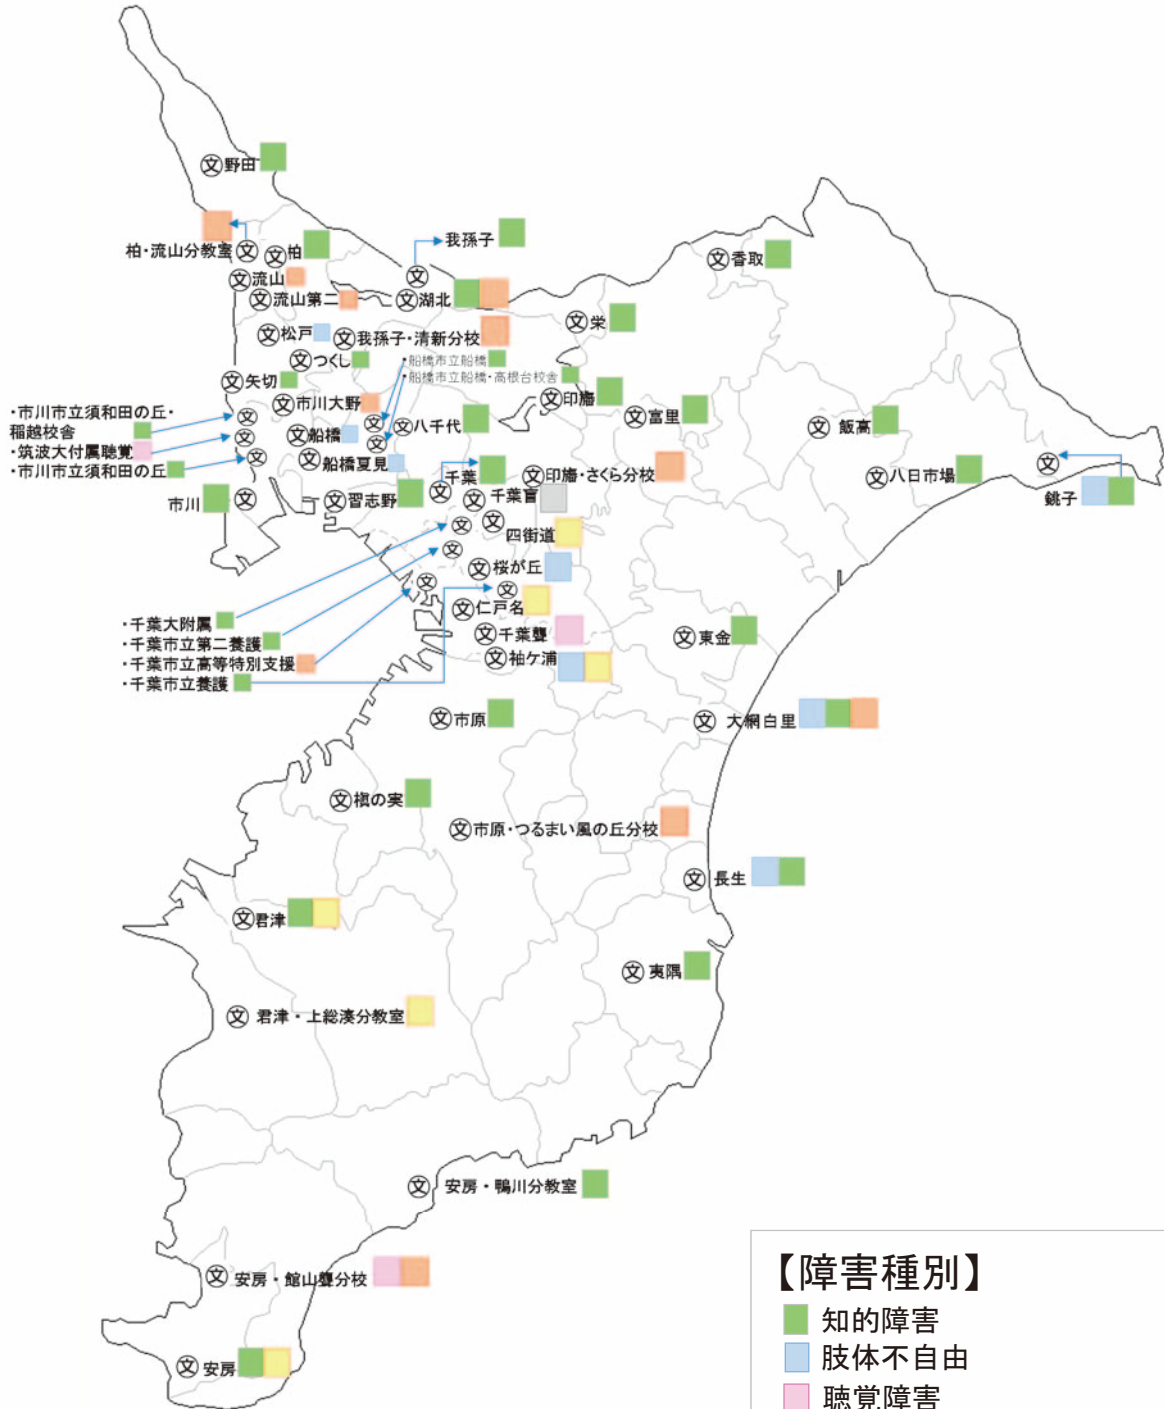 文野田
柏・流山分教室
文
文柏
文
我孫子
文流山
文流山第二
文湖北
文香取
文松戸
文我孫子・清新分校
文栄
文つくし
・船橋市立船橋
・船橋市立船橋・高根台校舎
文矢切
文市川大野
文印旛
文富里
・市川市立須和田の丘・
稲越校舎
文
文
文八千代
文飯高
・筑波大付属聴覚
文
文船橋
文
・市川市立須和田の丘
文
文船橋夏見
文印旛・さくら分校
文八日市場
文
銚子
市川
文
文習志野
文
千葉
文
千葉盲
文
文
四街道
文
文桜が丘
文
文
文仁戸名
・千葉大附属
・千葉市立第二養護
・千葉市立高等特別支援
・千葉市立養護
文千葉聾
文袖ケ浦
文東金
文市原
文大網白里
文槇の実
文市原・つるまい風の丘分校
文長生
文君津
文夷隅
文君津・上総湊分教室
文安房・鴨川分教室
文安房・館山聾分校
文安房
【障害種別】
知的障害
肢体不自由
聴覚障害